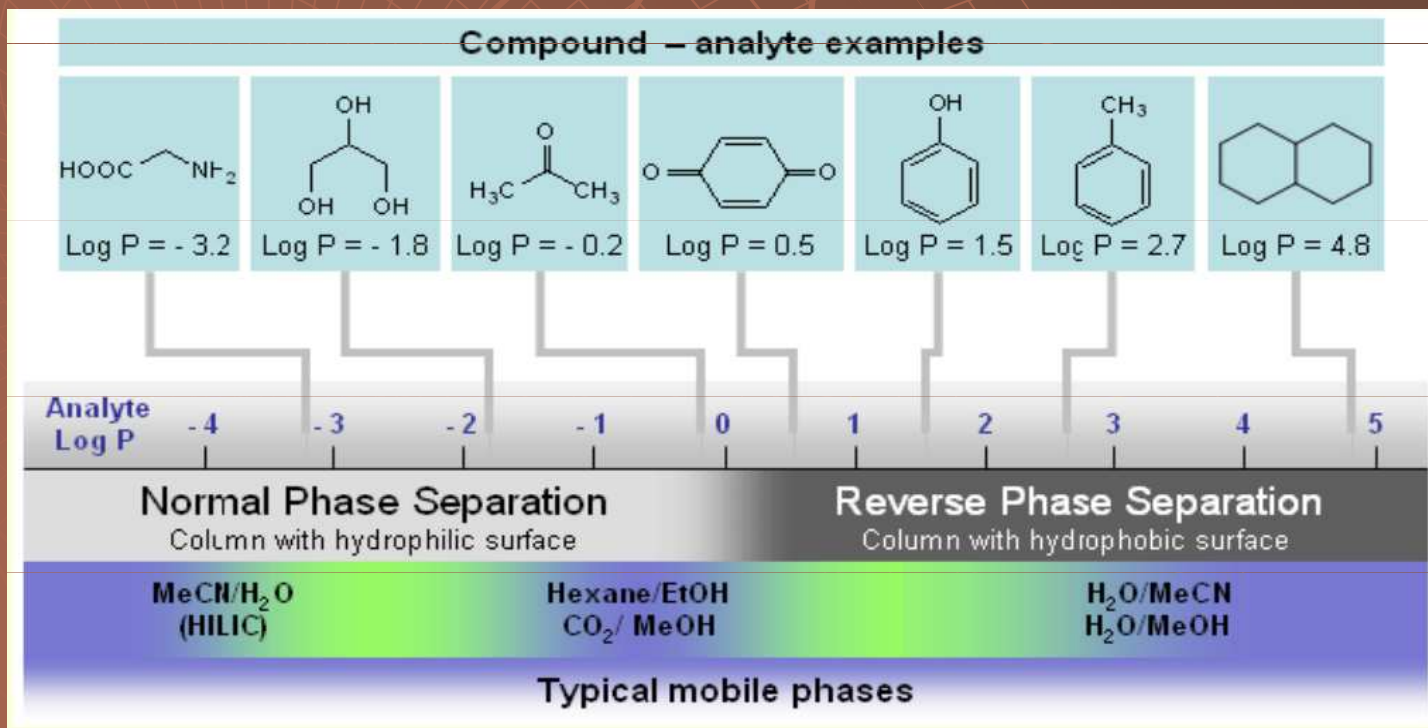 Compound – analyte examples
HOOC NH₂
OH
OH OH
O
H₃C CH₃
O O
OH
CH₃
Log P = - 3.2
Log P = - 1.8
Log P = - 0.2
Log P = 0.5
Log P = 1.5
Log P = 2.7
Log P = 4.8
Analyte
Log P
- 4 - 3 - 2 - 1 0 1 2 3 4 5
Normal Phase Separation
Column with hydrophilic surface
Reverse Phase Separation
Column with hydrophobic surface
MeCN/H₂O
(HILIC)
Hexane/EtOH
CO₂/ MeOH
H₂O/MeCN
H₂O/MeOH
Typical mobile phases